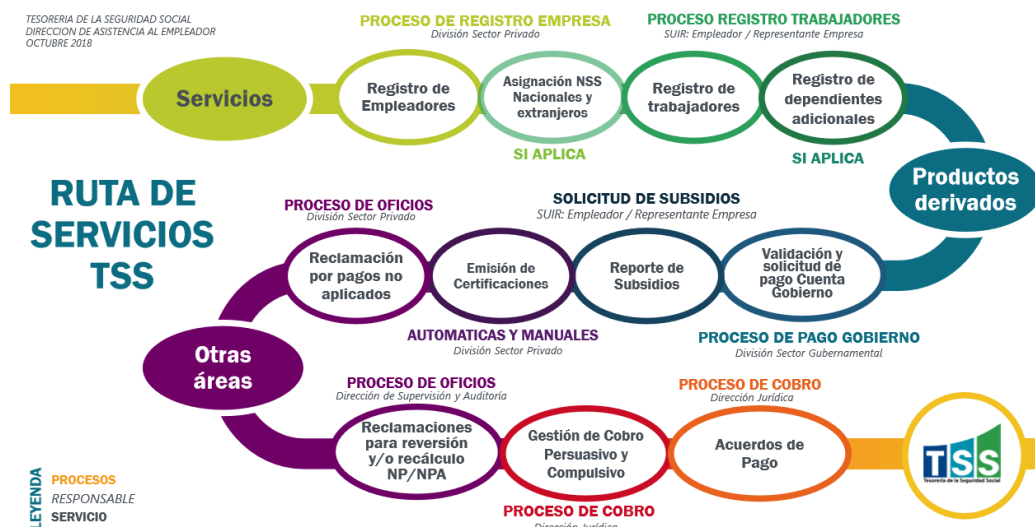 TESORERIA DE LA SEGURIDAD SOCIAL
DIRECCION DE ASISTENCIA AL EMPLEADOR
OCTUBRE 2018
PROCESO DE REGISTRO EMPRESA
División Sector Privado
PROCESO REGISTRO TRABAJADORES
SUIR: Empleador / Representante Empresa
Servicios
Registro de
Empleadores
Asignación NSS
Nacionales y
extranjeros
SI APLICA
Registro de
trabajadores
Registro de
dependientes
adicionales
SI APLICA
Productos
derivados
RUTA DE
SERVICIOS
TSS
PROCESO DE OFICIOS
División Sector Privado
SOLICITUD DE SUBSIDIOS
SUIR: Empleador / Representante Empresa
Reclamación
por pagos no
aplicados
Emisión de
Certificaciones
Reporte de
Subsidios
Validación y
solicitud de
pago Cuenta
Gobierno
AUTOMATICAS Y MANUALES
División Sector Privado
PROCESO DE PAGO GOBIERNO
División Sector Gubernamental
Otras
áreas
PROCESO DE OFICIOS
Dirección de Supervisión y Auditoría
PROCESO DE COBRO
Dirección Jurídica
Reclamaciones
para reversión
y/o recálculo
NP/NPA
Gestión de Cobro
Persuasivo y
Compulsivo
Acuerdos de
Pago
PROCESO DE COBRO
Dirección Jurídica
TSS
Tesorería de la Seguridad Social
LEYENDA
PROCESOS
RESPONSABLE
SERVICIO